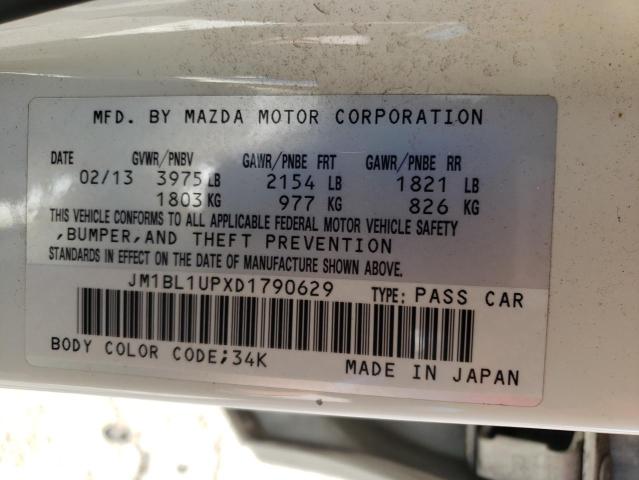 MFD. BY MAZDA MOTOR CORPORATION
DATE GVWR/PNBV GAWR/PNBE FRT GAWR/PNBE RR
02/13 3975 LB 2154 LB 1821 LB
1803 KG 977 KG 826 KG
THIS VEHICLE CONFORMS TO ALL APPLICABLE FEDERAL MOTOR VEHICLE SAFETY
,BUMPER,AND THEFT PREVENTION
STANDARDS IN EFFECT ON THE DATE OF MANUFACTURE SHOWN ABOVE.
JM1BL1UPXD1790629 TYPE: PASS CAR
BODY COLOR CODE;34K MADE IN JAPAN